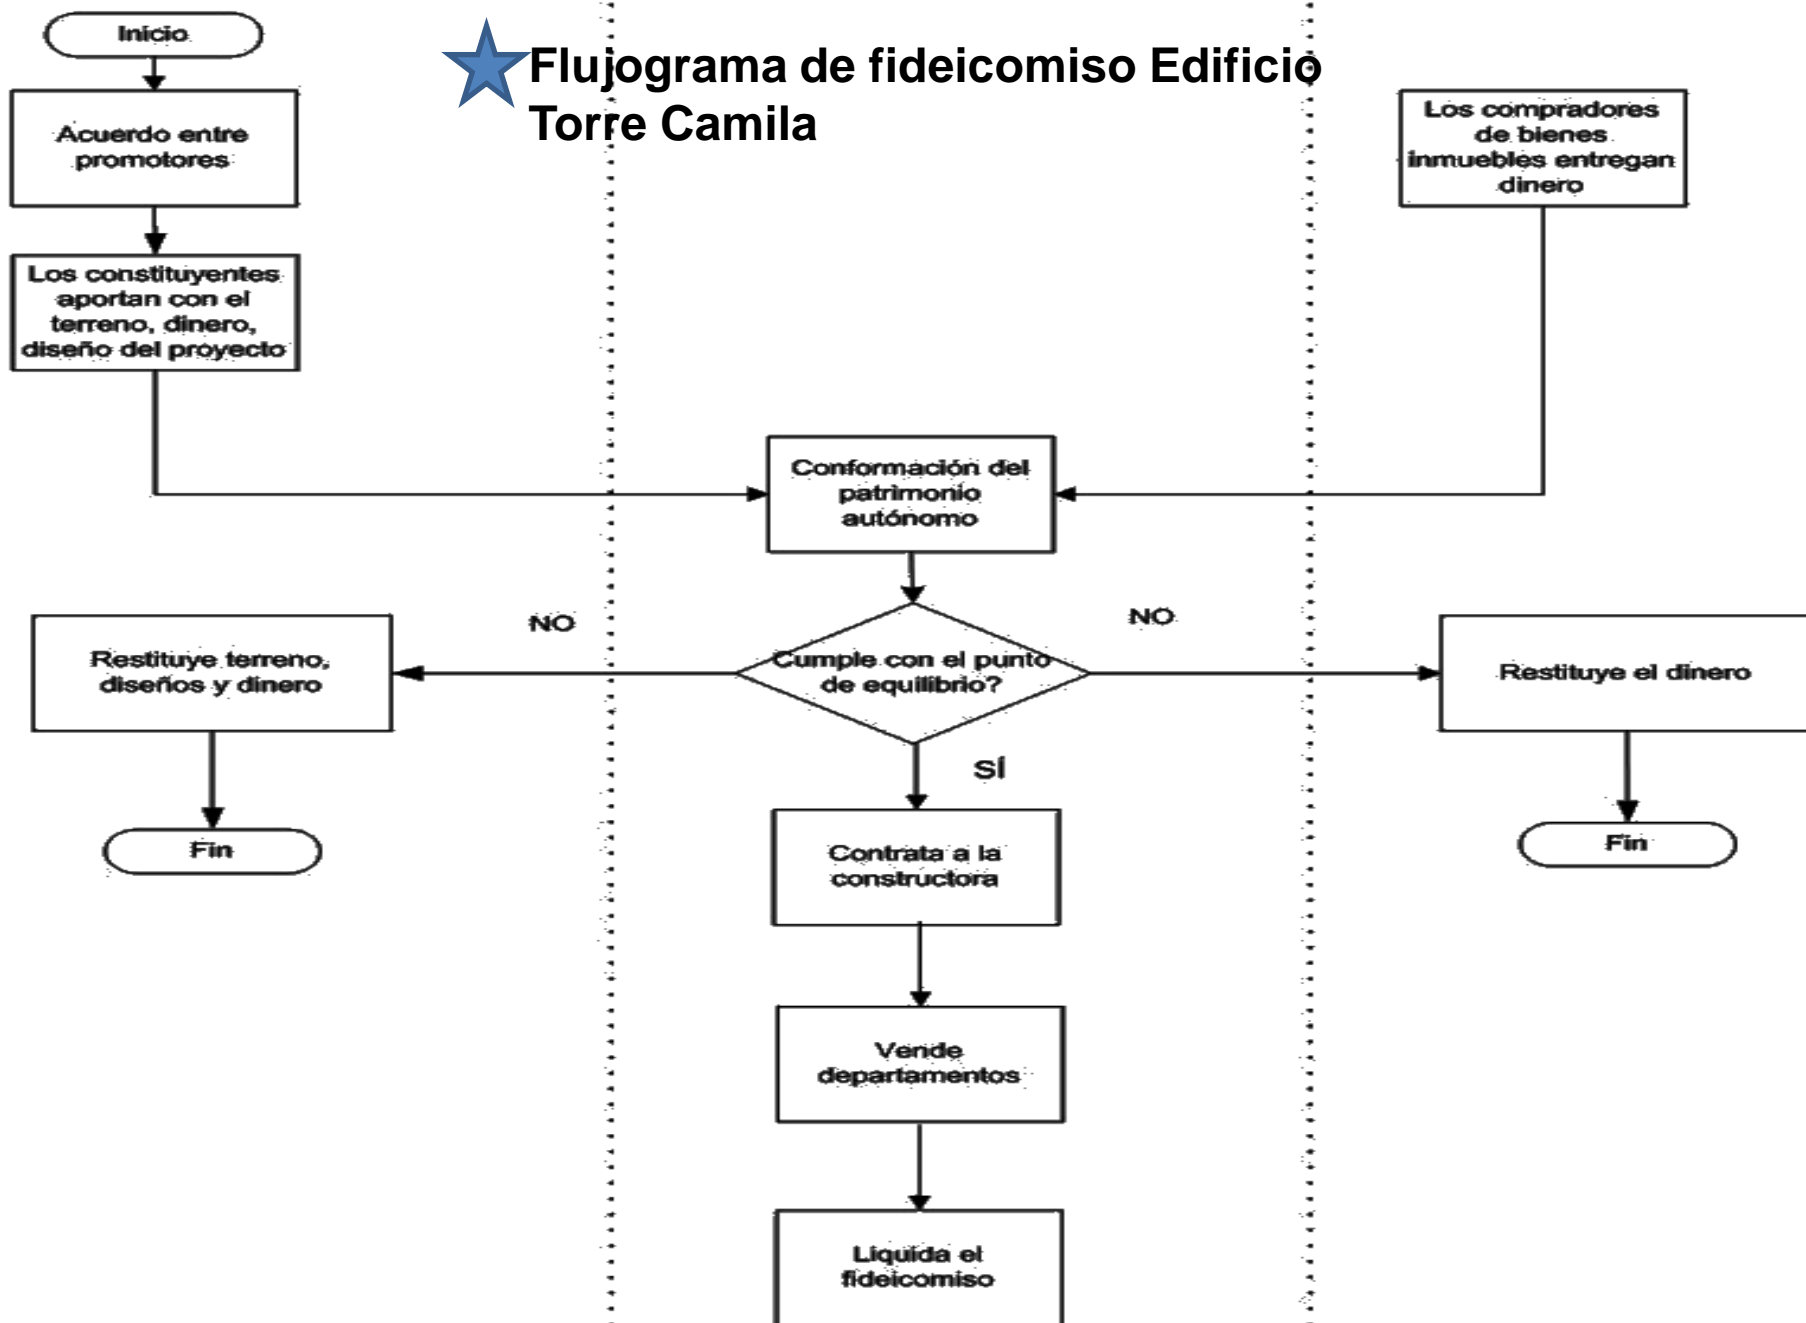 Inicio
Flujograma de fideicomiso Edificio
Torre Camila
Acuerdo entre
promotores
Los compradores
de bienes
inmuebles entregan
dinero
Los constituyentes
aportan con el
terreno, dinero,
diseño del proyecto
Conformación del
patrimonio
autónomo
NO
NO
Restituye terreno,
diseños y dinero
Cumple con el punto
de equilibrio?
Restituye el dinero
SÍ
Fin
Fin
Contrata a la
constructora
Vende
departamentos
Liquida el
fideicomiso